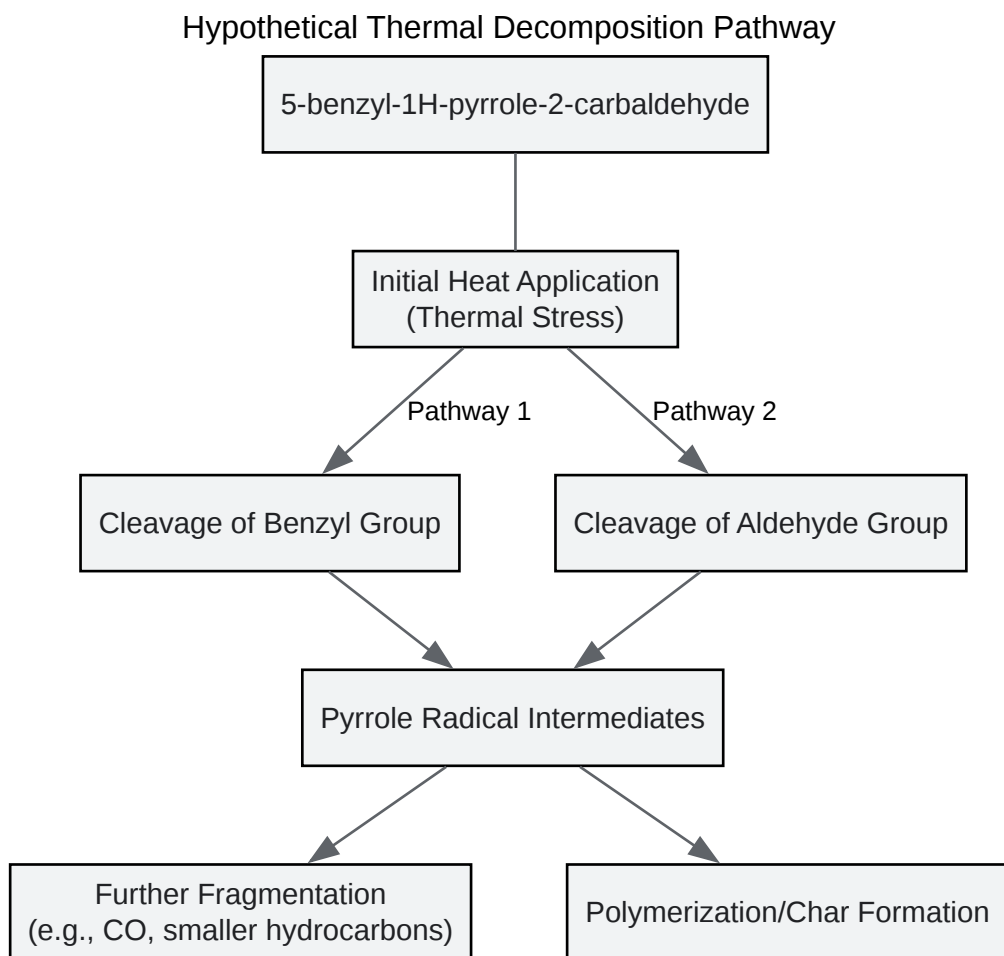 Hypothetical Thermal Decomposition Pathway
5-benzyl-1H-pyrrole-2-carbaldehyde
Initial Heat Application
(Thermal Stress)
Pathway 1
Pathway 2
Cleavage of Benzyl Group
Cleavage of Aldehyde Group
Pyrrole Radical Intermediates
Further Fragmentation
(e.g., CO, smaller hydrocarbons)
Polymerization/Char Formation